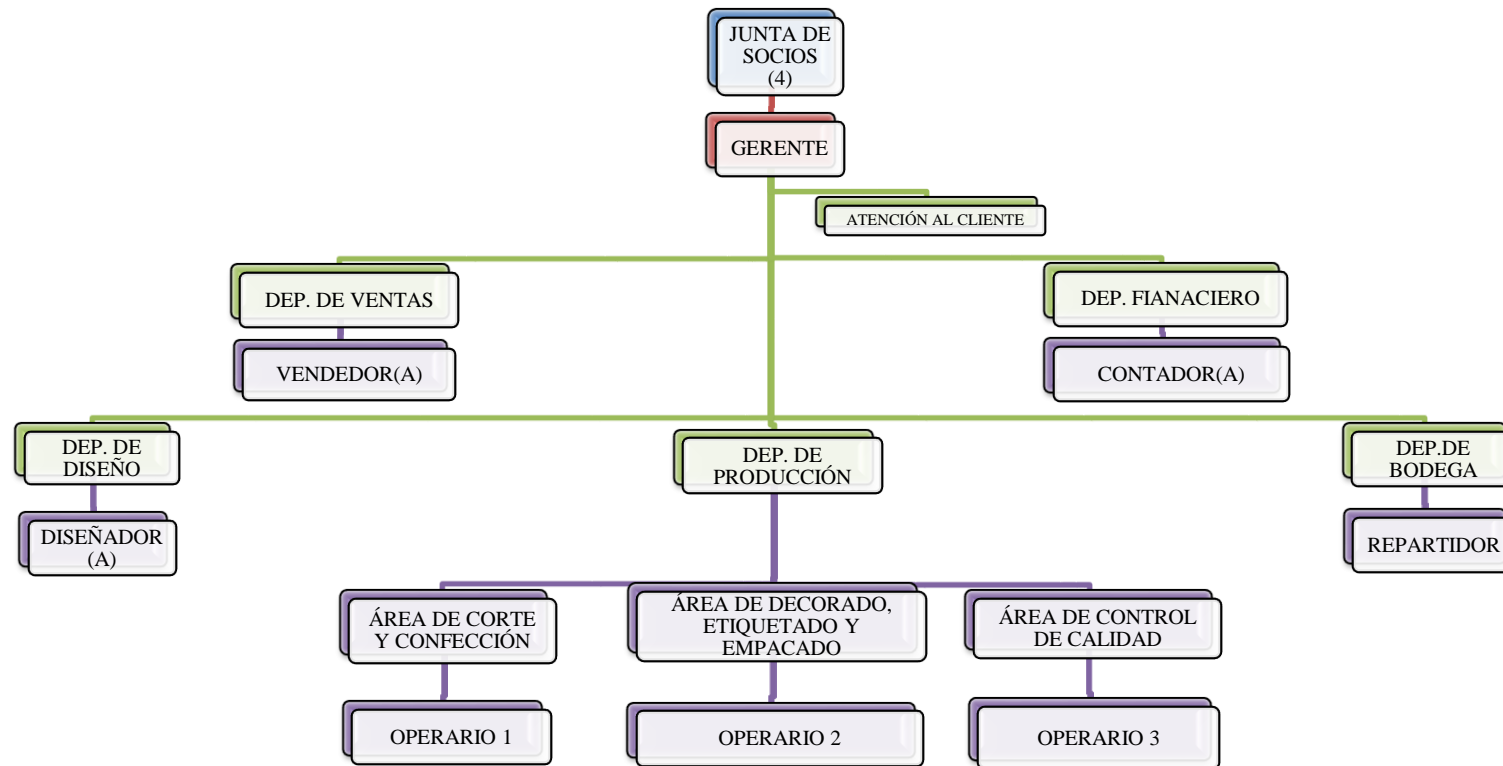 JUNTA DE
SOCIOS
(4)
GERENTE
ATENCIÓN AL CLIENTE
DEP. DE VENTAS
DEP. FIANACIERO
VENDEDOR(A)
CONTADOR(A)
DEP. DE
DISEÑO
DEP. DE
PRODUCCIÓN
DEP.DE
BODEGA
DISEÑADOR
(A)
REPARTIDOR
ÁREA DE CORTE
Y CONFECCIÓN
ÁREA DE DECORADO,
ETIQUETADO Y
EMPACADO
ÁREA DE CONTROL
DE CALIDAD
OPERARIO 1
OPERARIO 2
OPERARIO 3